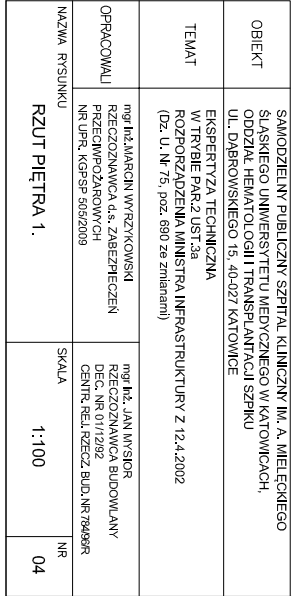 OBIEKT
SAMODZIELNY PUBLICZNY SZPITAL KLINICZNY IM. A. MIELĘCKIEGO
ŚLĄSKIEGO UNIWERSYTETU MEDYCZNEGO W KATOWICACH,
ODDZIAŁ HEMATOLOGII I TRANSPLANTACJI SZPIKU
UL. DĄBROWSKIEGO 15, 40-027 KATOWICE
TEMAT
EKSPERTYZA TECHNICZNA
W TRYBIE PAR.2 UST.3a
ROZPORZĄDZENIA MINISTRA INFRASTRUKTURY Z 12.4.2002
(Dz. U. Nr 75, poz. 690 ze zmianami)
OPRACOWALI
mgr inż. MARCIN WYRZYKOWSKI
RZECZOZNAWCA d.s. ZABEZPIECZEŃ
PRZECIWPOŻAROWYCH
NR UPR. KGPSP 505/2009
mgr inż. JAN MYSIOR
RZECZOZNAWCA BUDOWLANY
DEC. NR 01/12/92
CENTR. REJ. RZECZ. BUD. NR 784/96/R
NAZWA RYSUNKU
RZUT PIĘTRA 1.
SKALA
1:100
NR
04